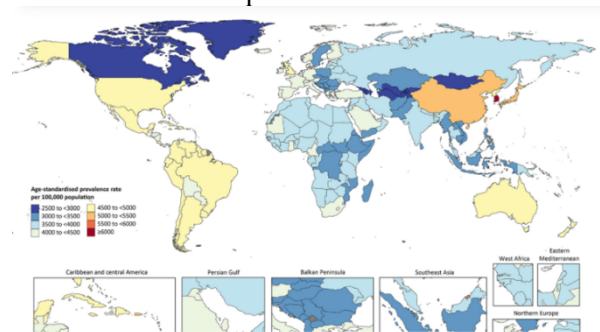 Age-standardised prevalence rate
per 100,000 population
2500 to <3000 4500 to <5000
3000 to <3500 5000 to <5500
3500 to <4000 5500 to <6000
4000 to <4500 ≥6000
Caribbean and central America
Persian Gulf
Balkan Peninsula
Southeast Asia
West Africa
Eastern
Mediterranean
Northern Europe